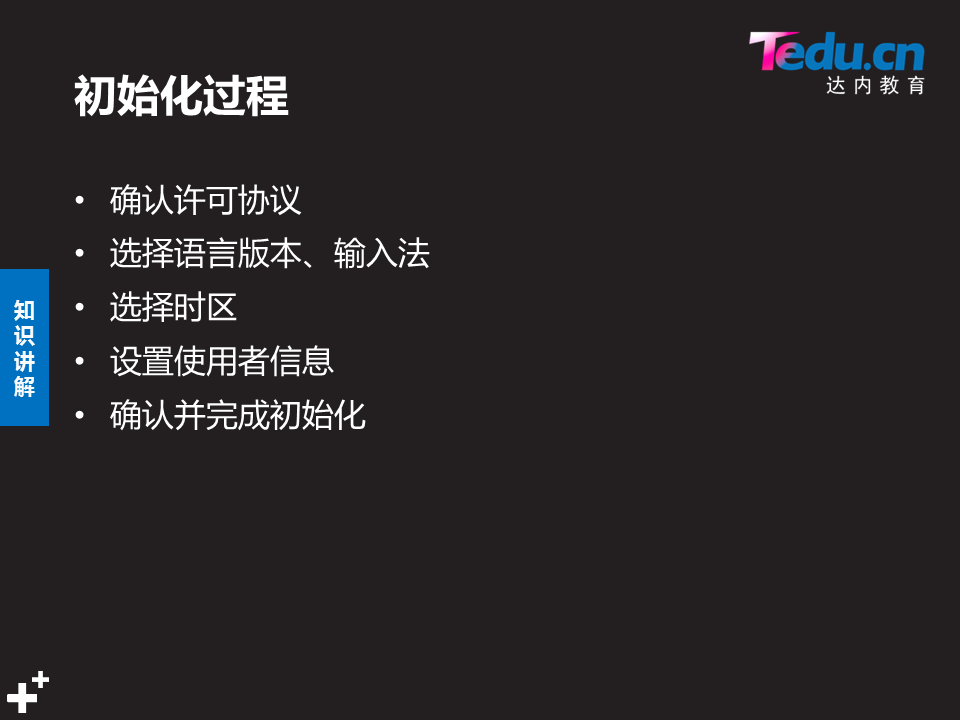 Tedu.cn
达内教育
初始化过程
• 确认许可协议
• 选择语言版本、输入法
• 选择时区
• 设置使用者信息
• 确认并完成初始化
知
识
讲
解